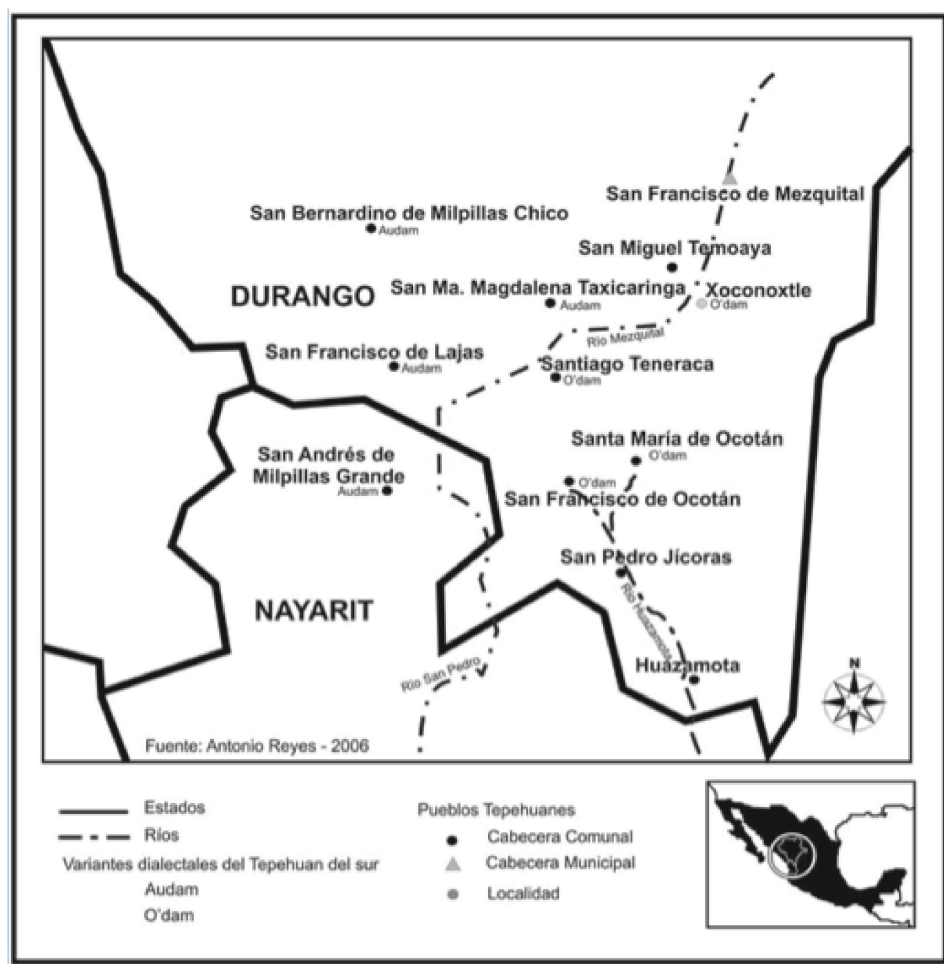 San Francisco de Mezquital
San Bernardino de Milpillas Chico
Audam
San Miguel Temoaya
DURANGO
San Ma. Magdalena Taxicaringa
Audam
Xoconoxtle
O'dam
Río Mezquital
San Francisco de Lajas
Audam
Santiago Teneraca
O'dam
Santa María de Ocotán
O'dam
San Andrés de
Milpillas Grande
Audam
O'dam
San Francisco de Ocotán
San Pedro Jícoras
Río Huazamota
NAYARIT
Huazamota
Río San Pedro
N
Fuente: Antonio Reyes - 2006
Estados
Ríos
Variantes dialectales del Tepehuan del sur
Audam
O'dam
Pueblos Tepehuanes
Cabecera Comunal
Cabecera Municipal
Localidad